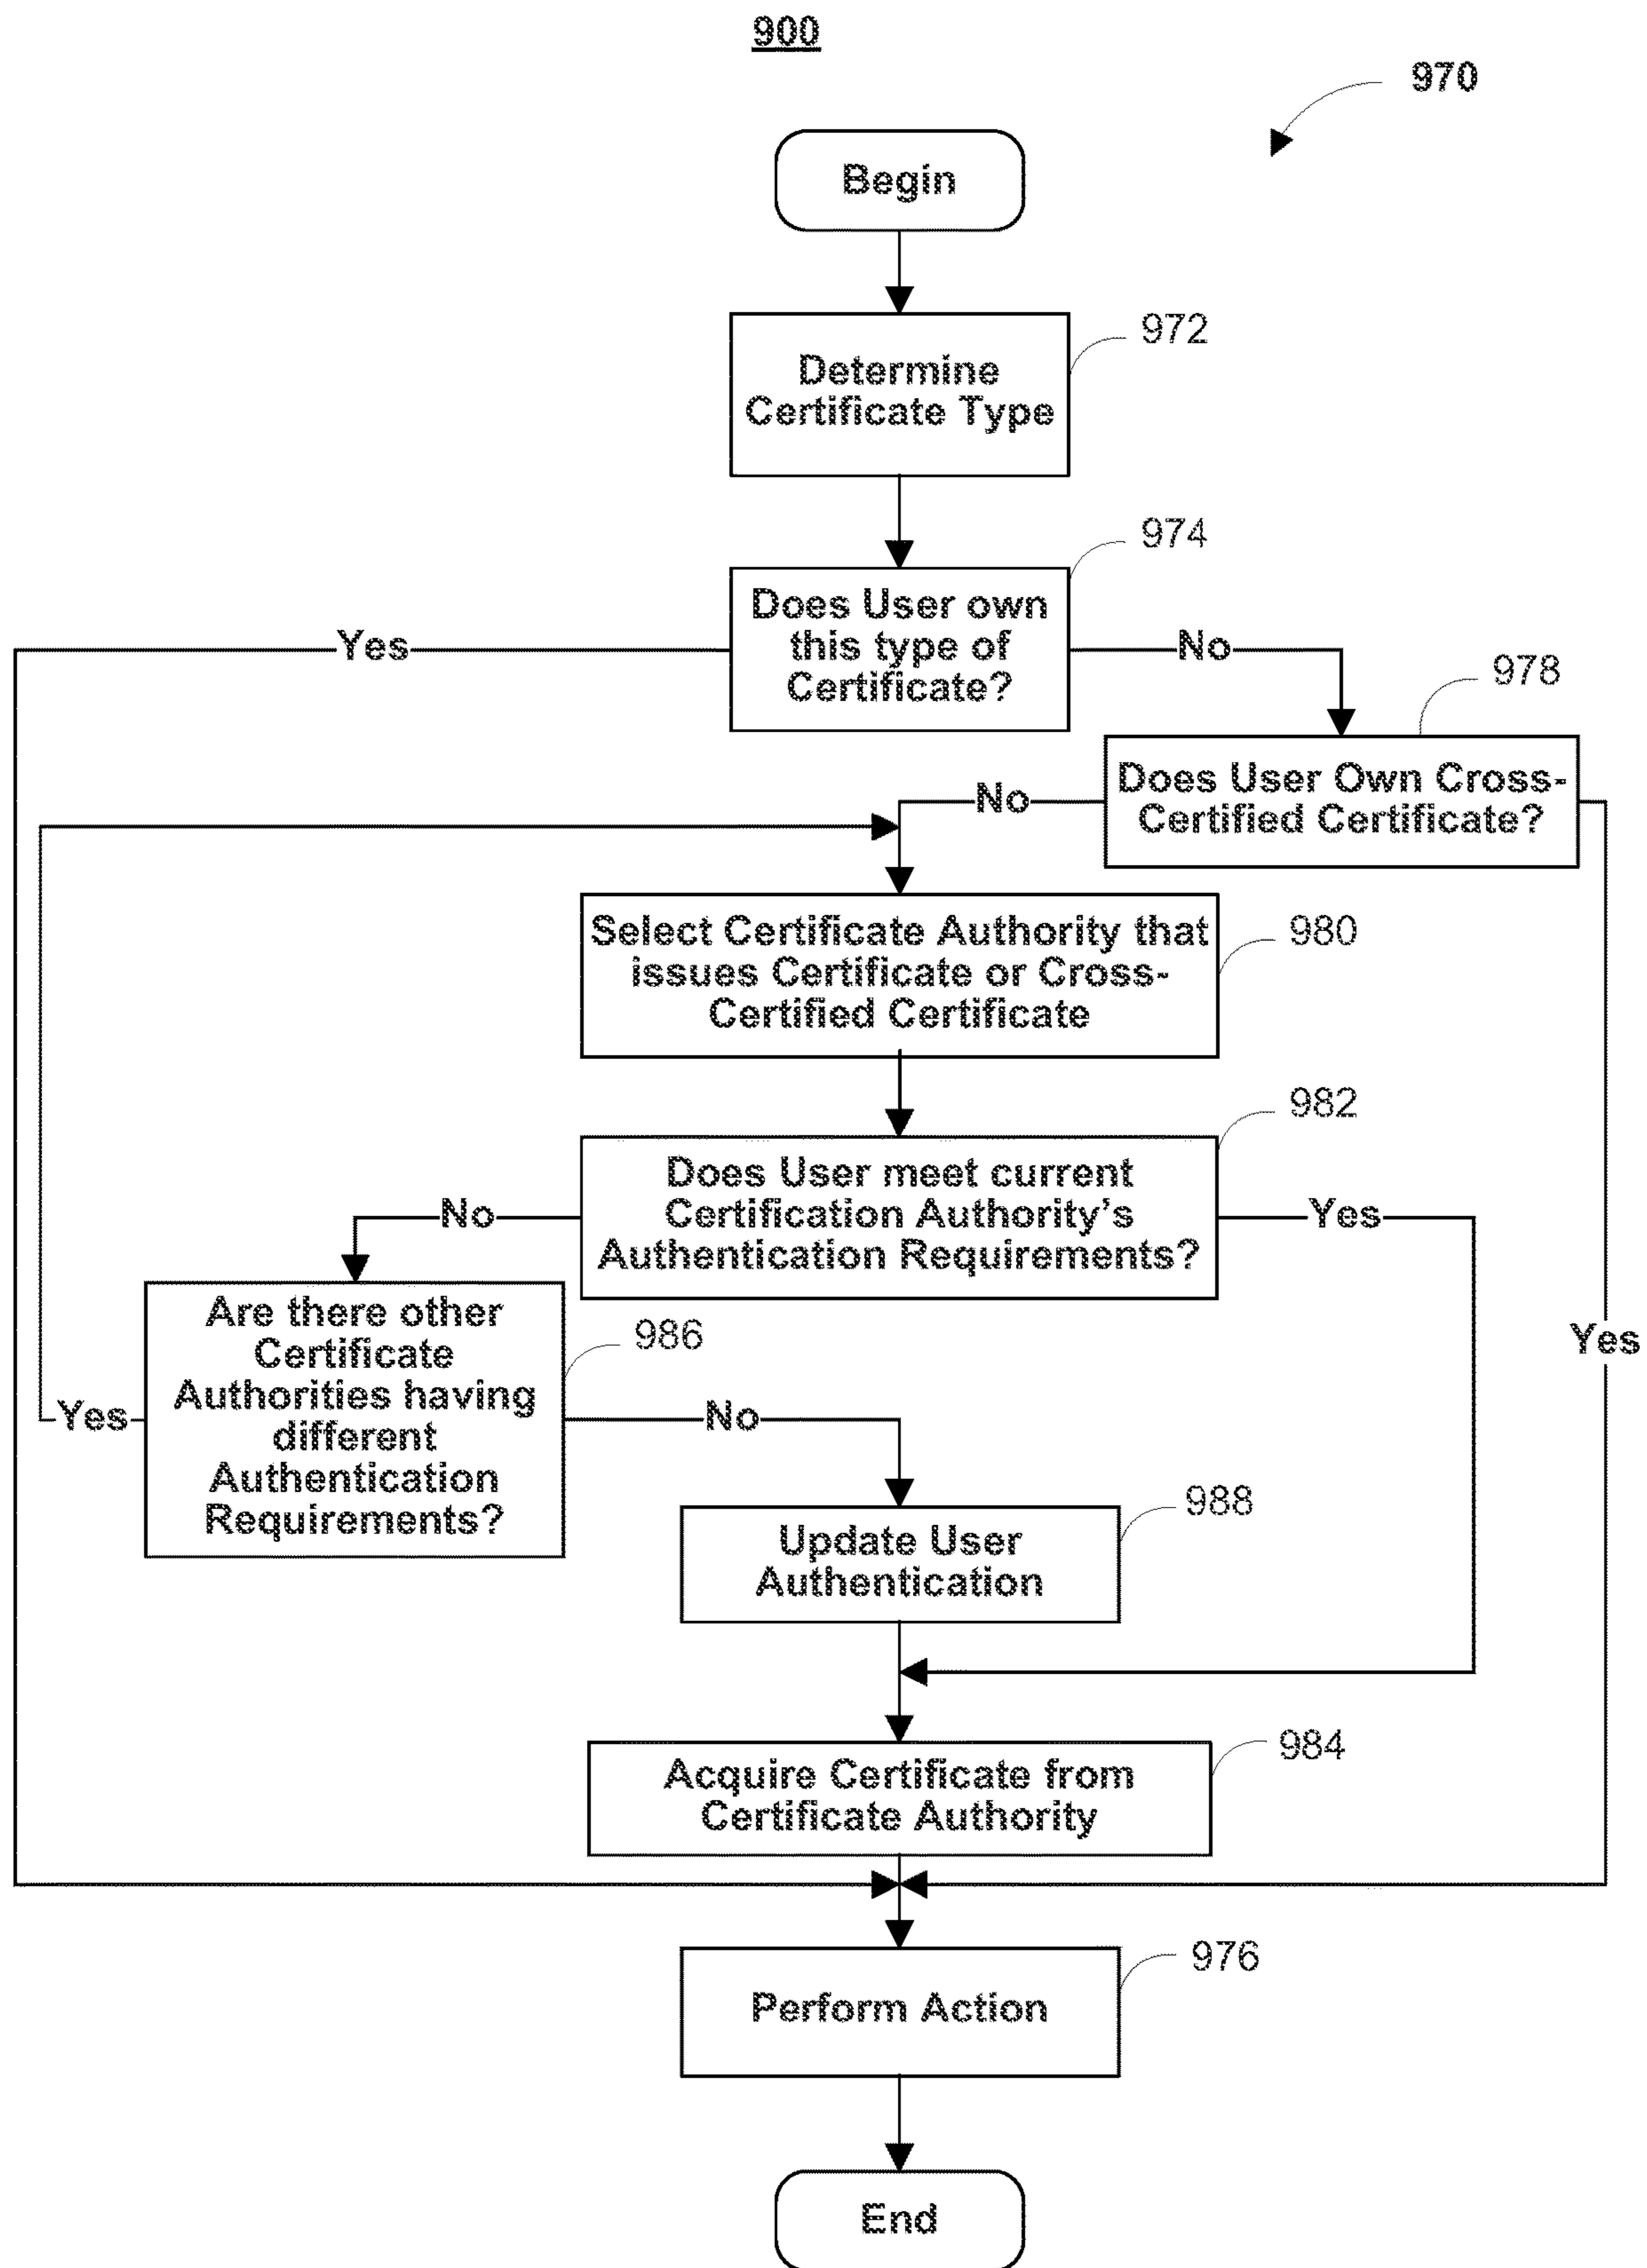 900
970
Begin
972
Determine
Certificate Type
974
Does User own
this type of
Certificate?
Yes
No
978
Does User Own Cross-
Certified Certificate?
No
Yes
980
Select Certificate Authority that
issues Certificate or Cross-
Certified Certificate
982
Does User meet current
Certification Authority's
Authentication Requirements?
No
Yes
986
Are there other
Certificate
Authorities having
different
Authentication
Requirements?
Yes
No
988
Update User
Authentication
984
Acquire Certificate from
Certificate Authority
976
Perform Action
End